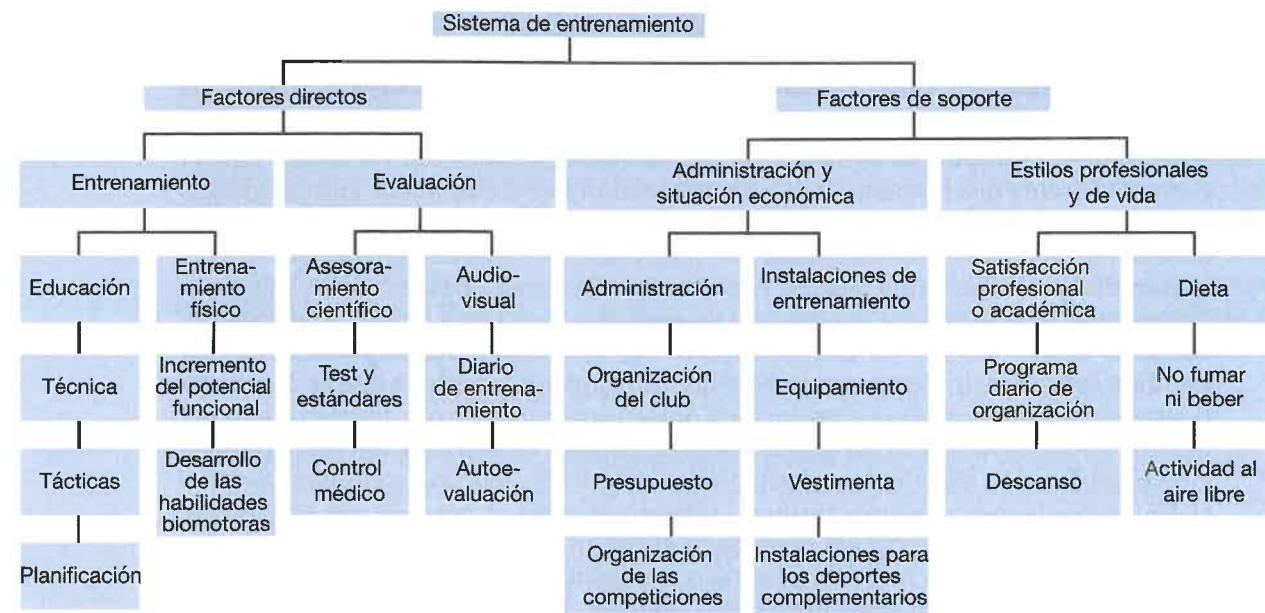 Sistema de entrenamiento
Factores directos
Factores de soporte
Entrenamiento
Evaluación
Administración y
situación económica
Estilos profesionales
y de vida
Educación
Entrena-
miento
físico
Asesora-
miento
científico
Audio-
visual
Administración
Instalaciones de
entrenamiento
Satisfacción
profesional
o académica
Dieta
Técnica
Incremento
del potencial
funcional
Test y
estándares
Diario
de entrena-
miento
Organización
del club
Equipamiento
Programa
diario de
organización
No fumar
ni beber
Tácticas
Desarrollo
de las
habilidades
biomotoras
Control
médico
Autoe-
valuación
Presupuesto
Vestimenta
Descanso
Actividad al
aire libre
Planificación
Organización
de las
competiciones
Instalaciones para
los deportes
complementarios